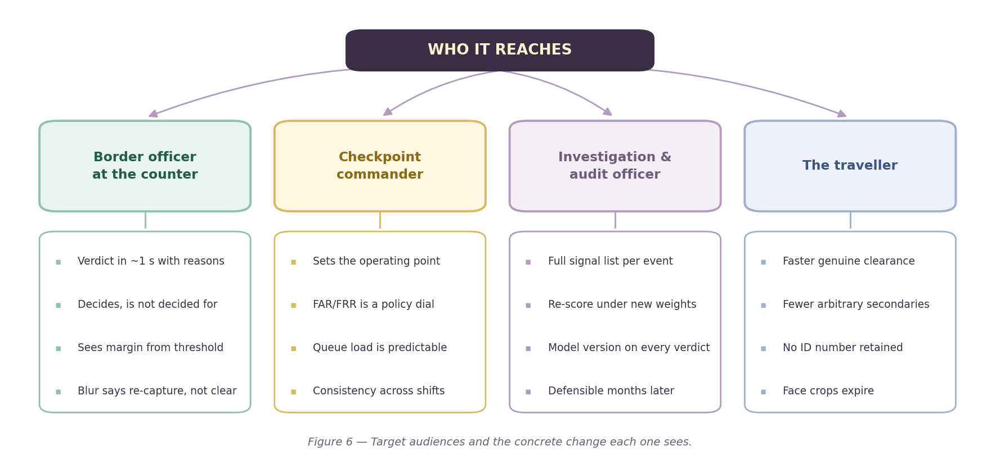 WHO IT REACHES
Border officer
at the counter
Checkpoint
commander
Investigation &
audit officer
The traveller
▪ Verdict in ~1 s with reasons
▪ Decides, is not decided for
▪ Sees margin from threshold
▪ Blur says re-capture, not clear
▪ Sets the operating point
▪ FAR/FRR is a policy dial
▪ Queue load is predictable
▪ Consistency across shifts
▪ Full signal list per event
▪ Re-score under new weights
▪ Model version on every verdict
▪ Defensible months later
▪ Faster genuine clearance
▪ Fewer arbitrary secondaries
▪ No ID number retained
▪ Face crops expire
Figure 6 — Target audiences and the concrete change each one sees.